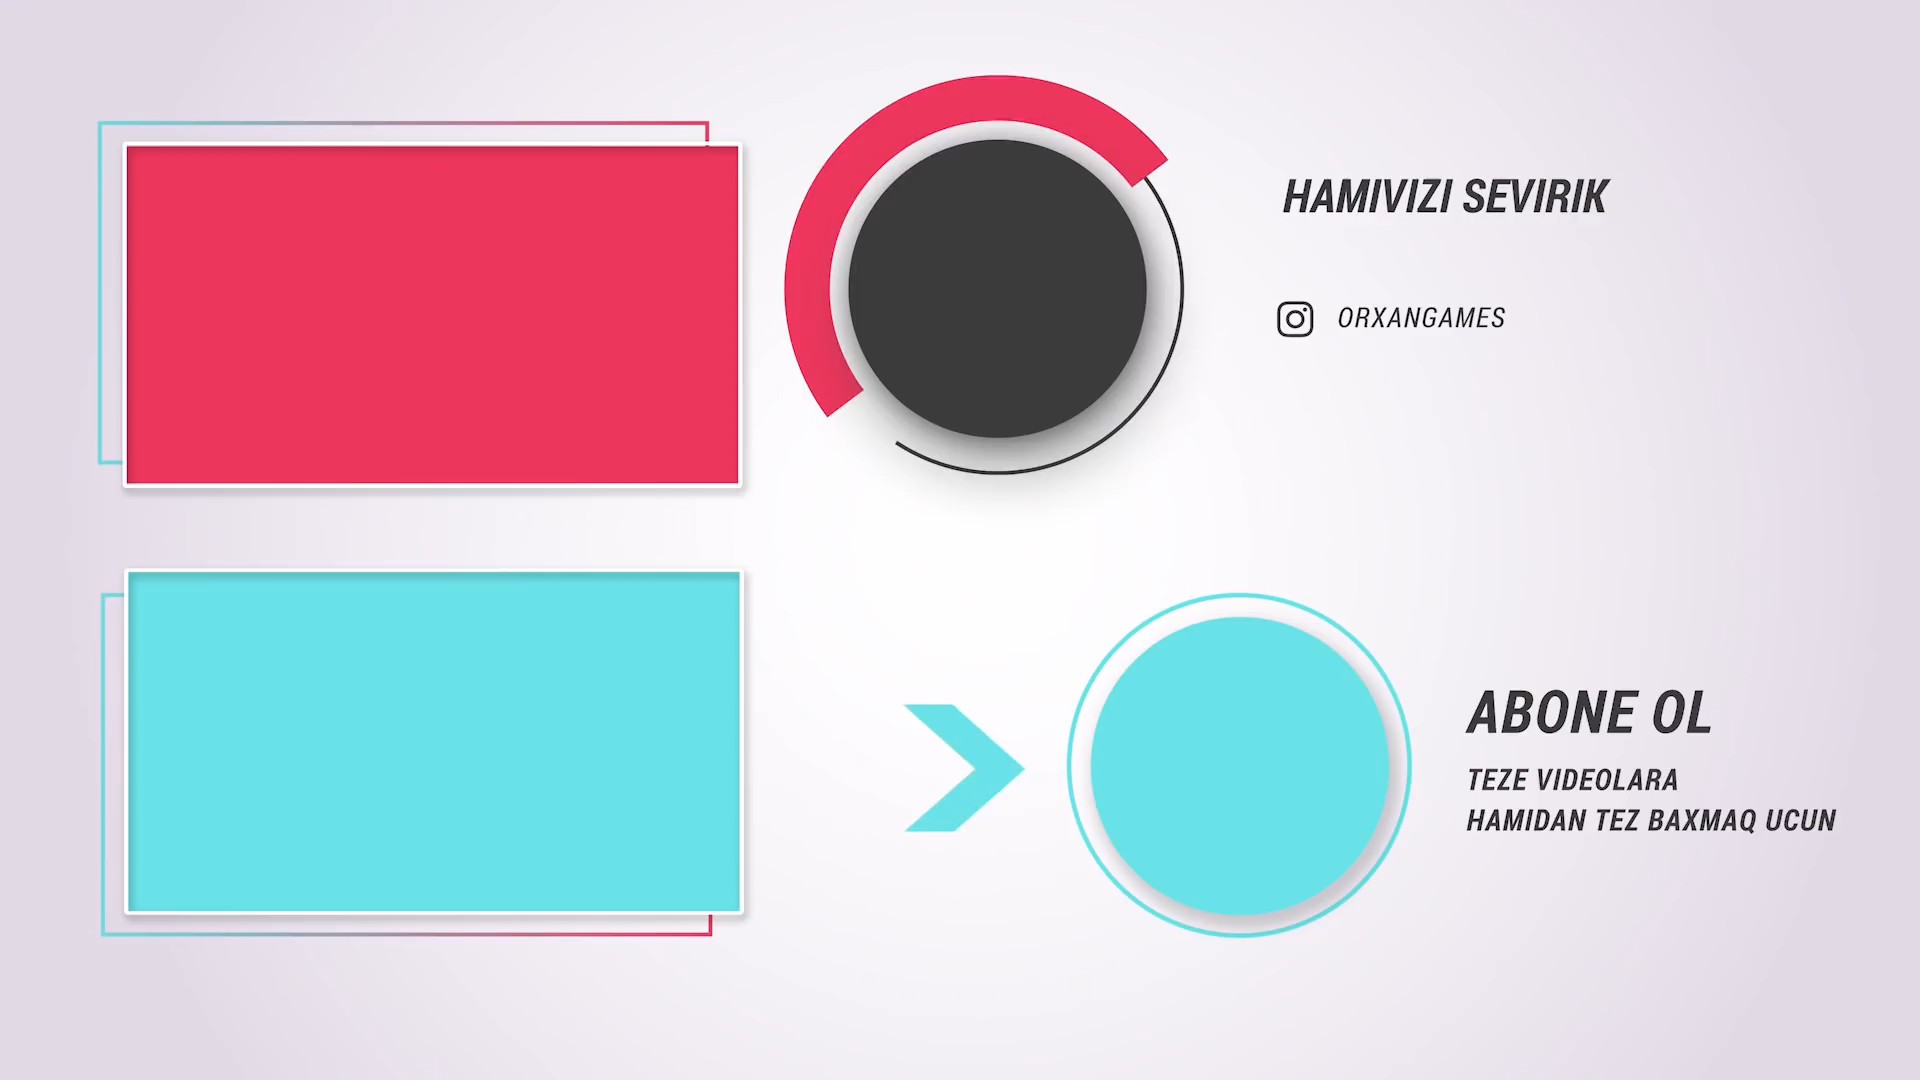 HAMIVIZI SEVIRIK
ORXANGAMES
ABONE OL
TEZE VIDEOLARA
HAMIDAN TEZ BAXMAQ UCUN